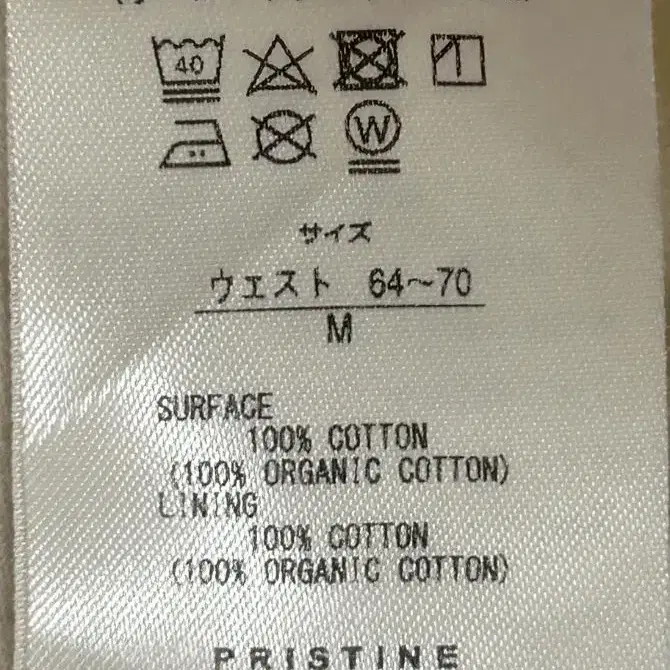 40
W
サイズ
ウエスト 64～70
M
SURFACE
100% COTTON
(100% ORGANIC COTTON)
LINING
100% COTTON
(100% ORGANIC COTTON)
PRISTINE